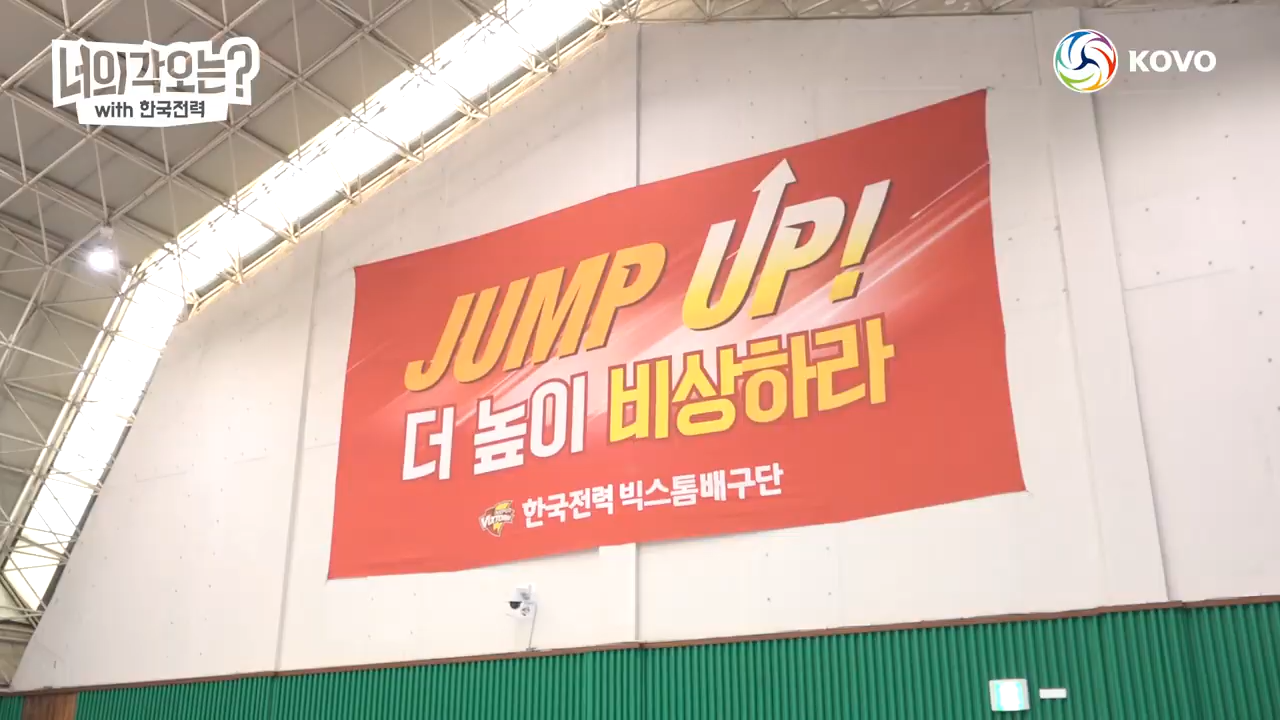 너의 각오는?
with 한국전력
KOVO
JUMP UP!
더 높이 비상하라
한국전력 빅스톰배구단